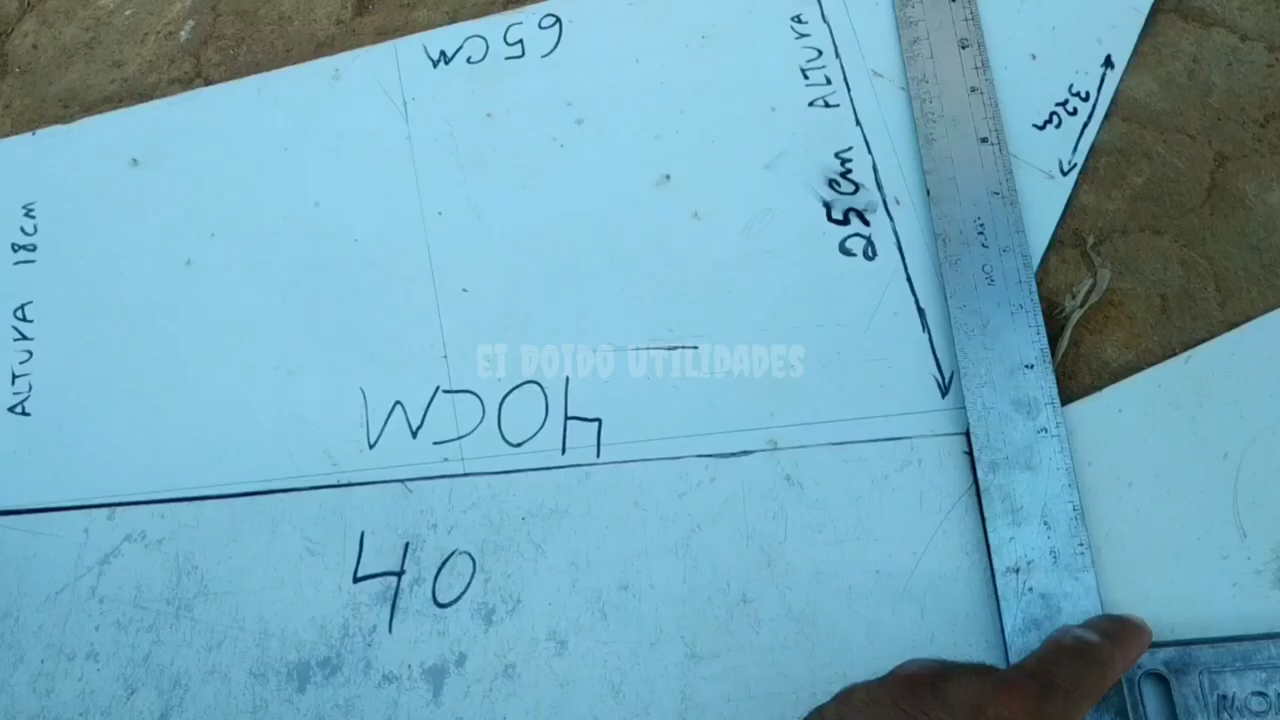 65CM
ALTURA
25cm
32cm
ALTURA 18CM
EI DOIDO UTILIDADES
40CM
40